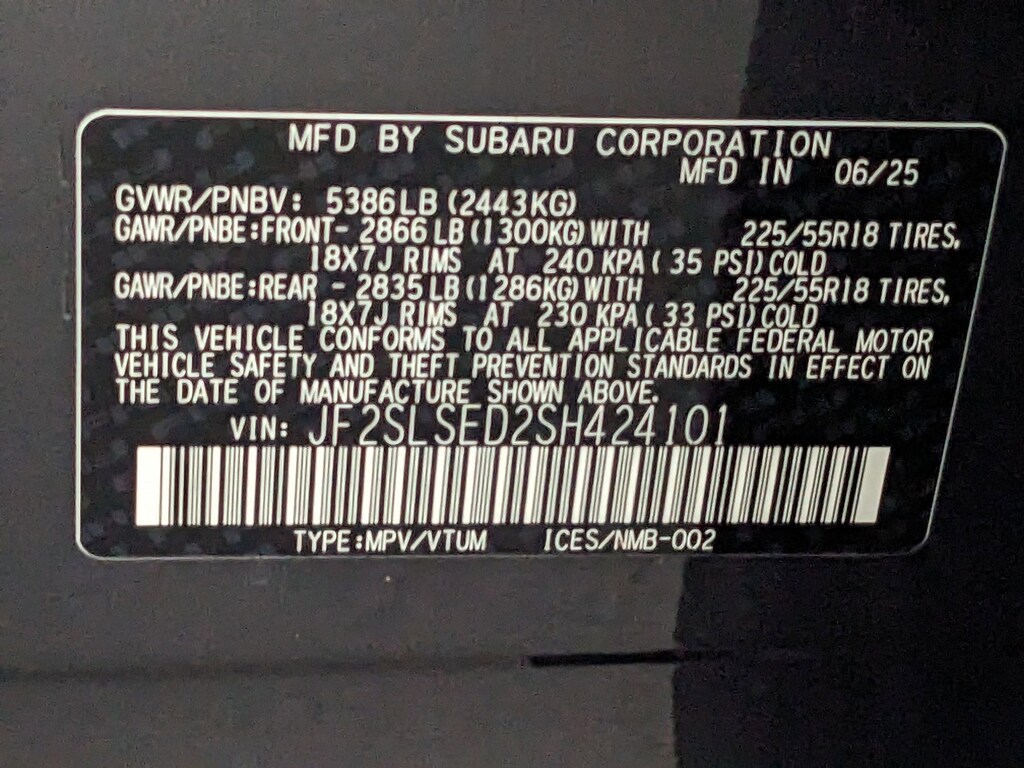 MFD BY SUBARU CORPORATION
MFD IN 06/25
GVWR/PNBV: 5386LB (2443KG)
GAWR/PNBE:FRONT- 2866 LB (1300KG) WITH 225/55R18 TIRES,
18X7J RIMS AT 240 KPA ( 35 PSI) COLD
GAWR/PNBE:REAR - 2835 LB (1286KG) WITH 225/55R18 TIRES,
18X7J RIMS AT 230 KPA ( 33 PSI) COLD
THIS VEHICLE CONFORMS TO ALL APPLICABLE FEDERAL MOTOR
VEHICLE SAFETY AND THEFT PREVENTION STANDARDS IN EFFECT ON
THE DATE OF MANUFACTURE SHOWN ABOVE.
VIN: JF2SLSED2SH424101
TYPE:MPV/VTUM ICES/NMB-002